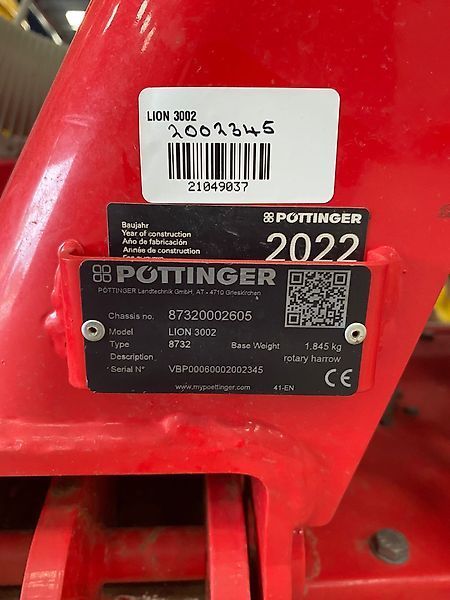 LION 3002
2002345
21049037
Baujahr
Year of construction
Año de fabricación
Année de construction
PÖTTINGER
2022
PÖTTINGER
PÖTTINGER Landtechnik GmbH, AT - 4710 Grieskirchen
Chassis no. 87320002605
Model LION 3002
Type 8732 Base Weight 1.845 kg
Description rotary harrow
Serial N° VBP00060002002345
www.mypoettinger.com 41-EN CE